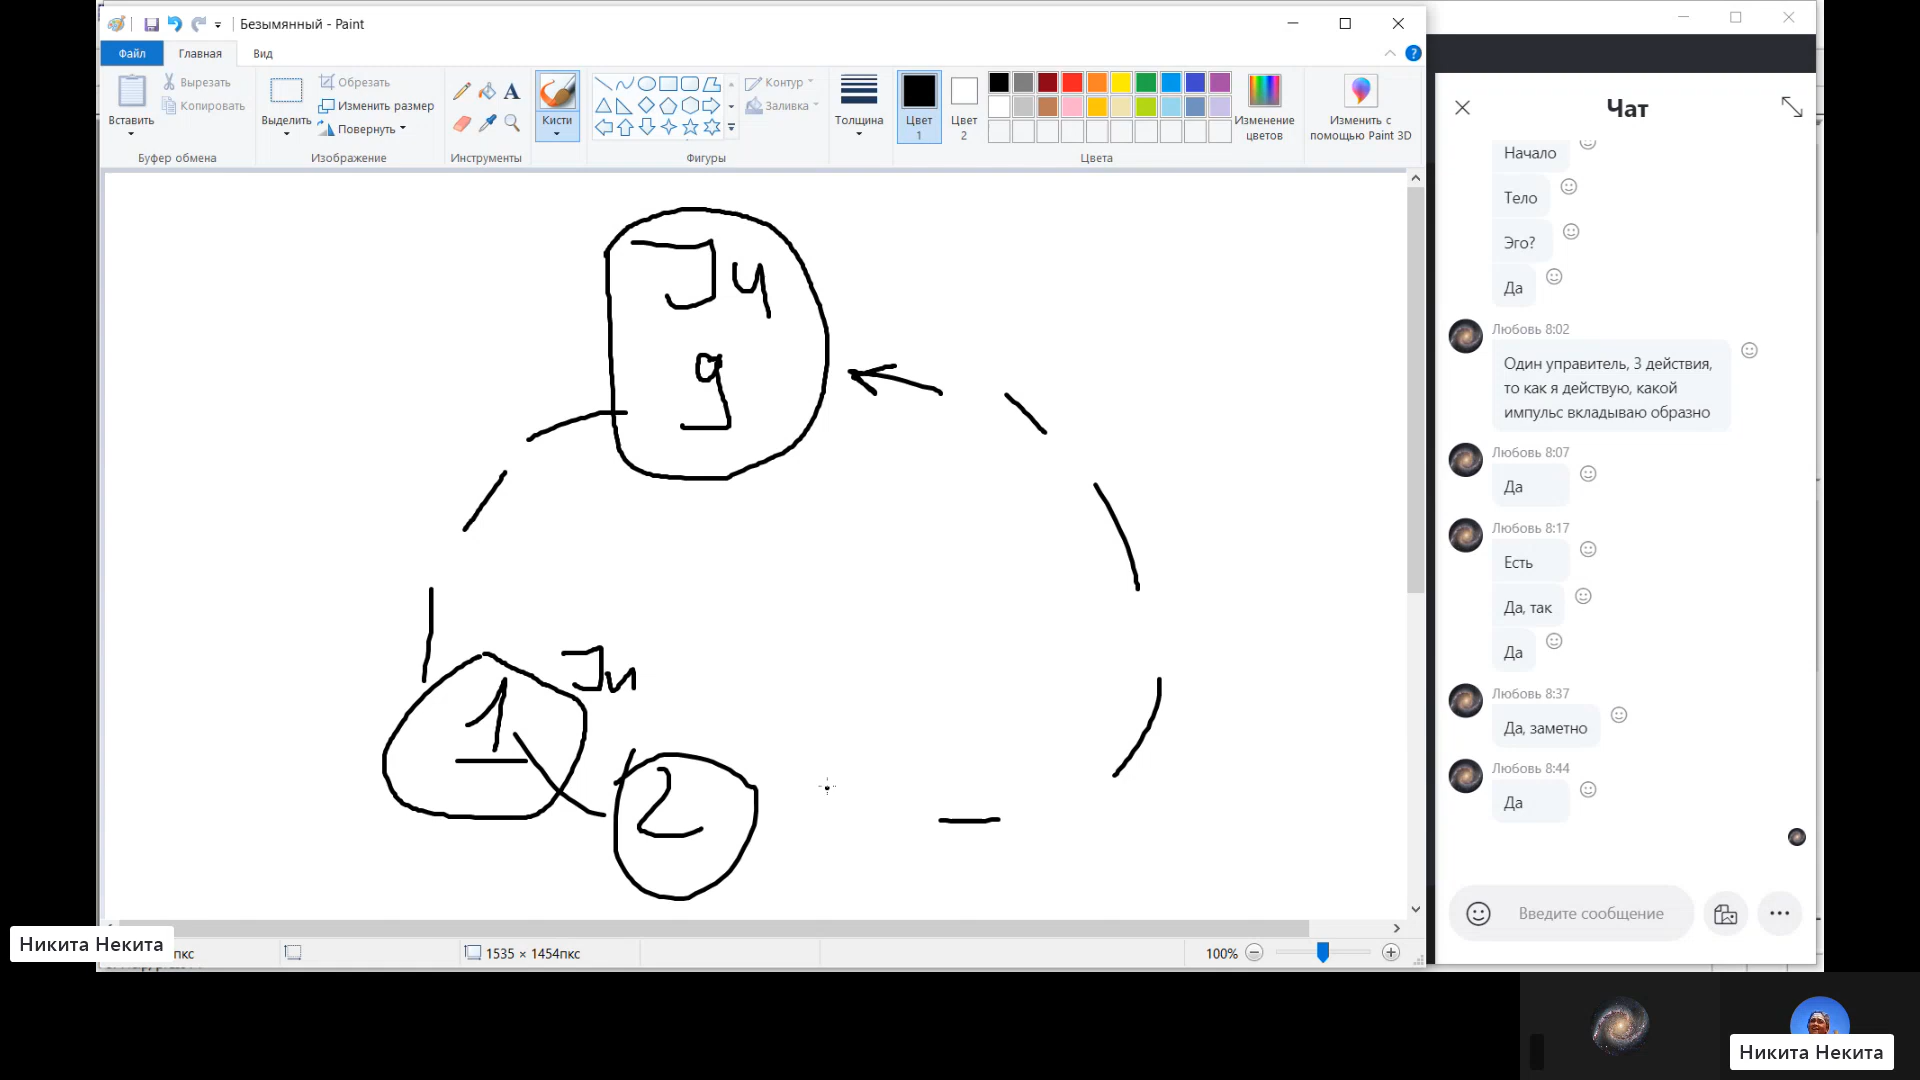 Безымянный - Paint
Файл
Главная
Вид
Вставить
Вырезать
Копировать
Буфер обмена
Выделить
Обрезать
Изменить размер
Повернуть
Изображение
Инструменты
Кисти
Контур
Заливка
Фигуры
Толщина
Цвет
1
Цвет
2
Изменение
цветов
Изменить с
помощью Paint 3D
Цвета
1
2
1535 × 1454пкс
100%
пкс
Никита Некита
Чат
Начало
Тело
Эго?
Да
Любовь 8:02
Один управитель, 3 действия,
то как я действую, какой
импульс вкладываю образно
Любовь 8:07
Да
Любовь 8:17
Есть
Да, так
Да
Любовь 8:37
Да, заметно
Любовь 8:44
Да
Введите сообщение
Никита Некита